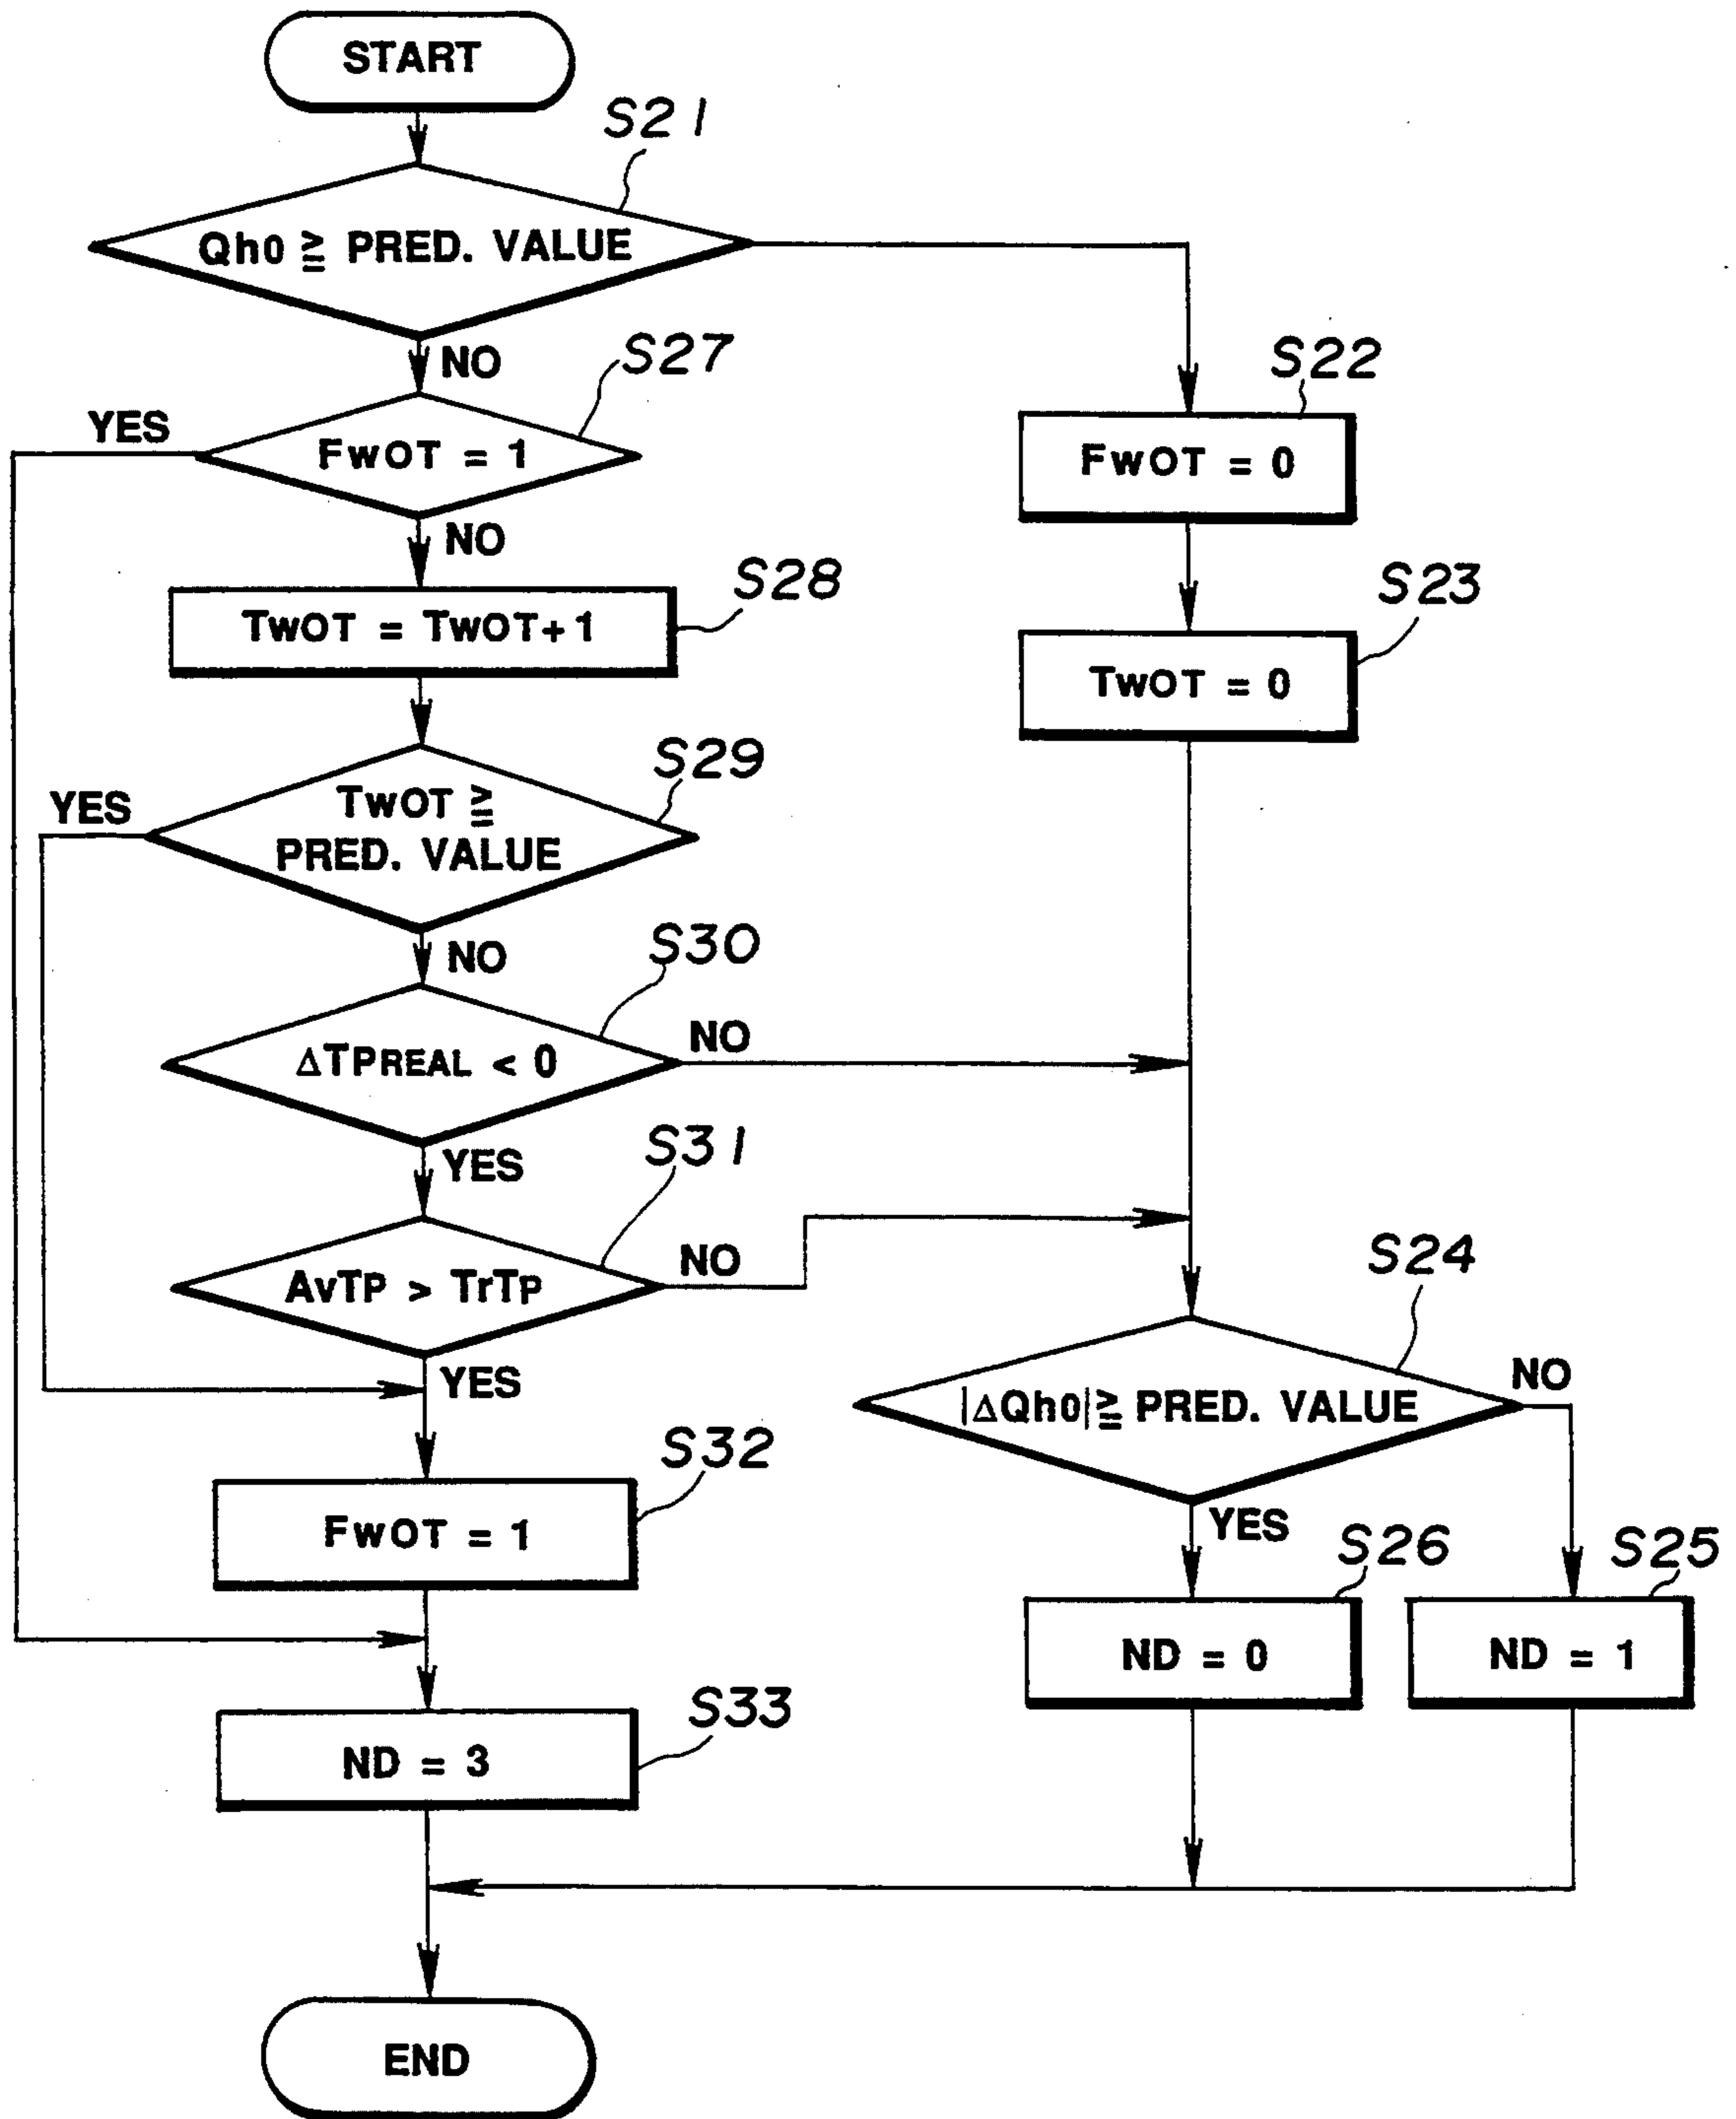 START
S21
Qh0 ≧ PRED. VALUE
NO
S27
YES
FWOT = 1
NO
S22
FWOT = 0
S28
TWOT = TWOT+1
S23
TWOT = 0
S29
YES
TWOT ≧
PRED. VALUE
NO
S30
ΔTPREAL < 0
NO
YES
S31
AVTP > TrTP
NO
YES
S24
|ΔQh0| ≧ PRED. VALUE
NO
YES
S32
FWOT = 1
S26
ND = 0
S25
ND = 1
S33
ND = 3
END